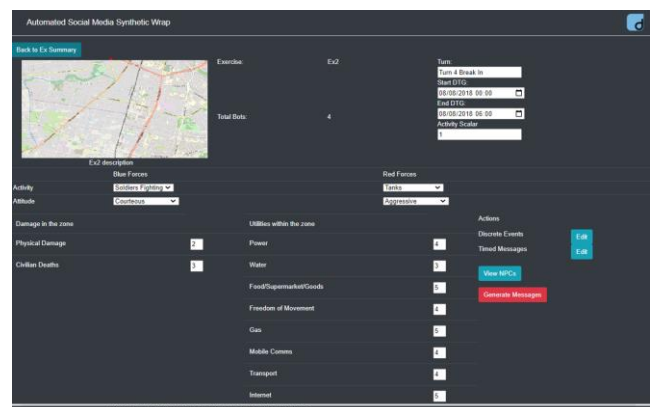 Automated Social Media Synthetic Wrap
Back to Ex Summary
Exercise: Ex2 Turn:
Turn 4 Break In
Start DTG:
08/08/2018 00:00
End DTG:
Total Bots: 4 08/08/2018 06:00
Activity Scalar
1
Ex2 description
Blue Forces Red Forces
Activity Soldiers Fighting Tanks
Attitude Courteous Aggressive
Damage in the zone Utilities within the zone Actions
Discrete Events Edit
Physical Damage 2 Power 4 Timed Messages Edit
Civilian Deaths 3 Water 3 View NPCs
Food/Supermarket/Goods 5 Generate Messages
Freedom of Movement 4
Gas 5
Mobile Comms 4
Transport 4
Internet 5